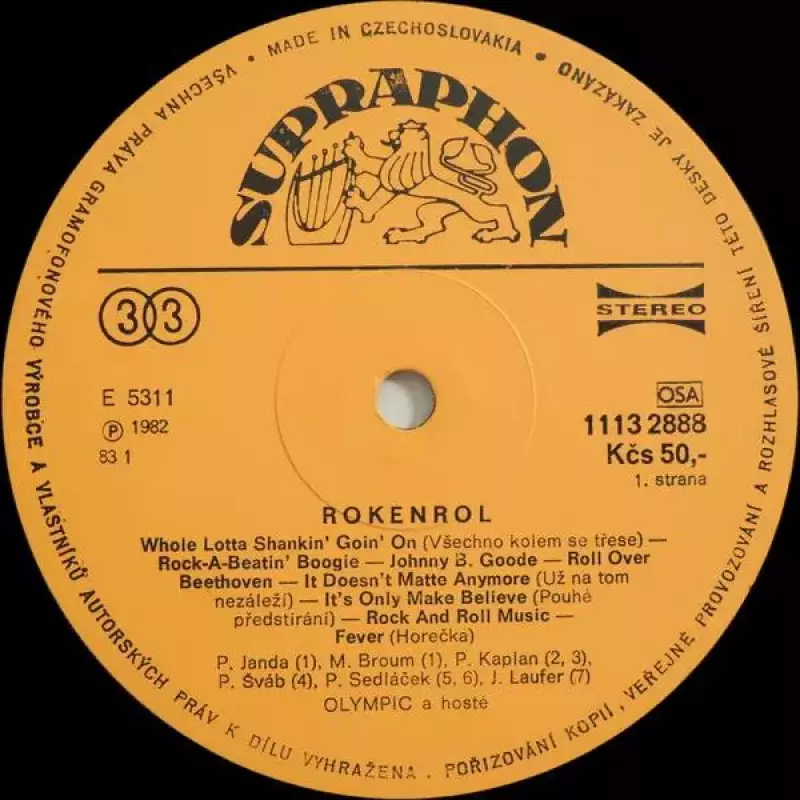 VŠECHNA PRÁVA GRAMOFONOVÉHO VÝROBCE A VLASTNÍKŮ AUTORSKÝCH PRÁV K DÍLU VYHRAŽENA . POŘIZOVÁNÍ KOPIÍ, VEŘEJNÉ PROVOZOVÁNÍ A ROZHLASOVÉ ŠÍŘENÍ TÉTO DESKY JE ZAKÁZÁNO • MADE IN CZECHOSLOVAKIA •
SUPRAPHON
33
STEREO
E 5311
OSA
Ⓟ 1982
1113 2888
83 1
Kčs 50,-
1. strana
ROKENROL
Whole Lotta Shankin' Goin' On (Všechno kolem se třese) —
Rock-A-Beatin' Boogie — Johnny B. Goode — Roll Over
Beethoven — It Doesn't Matte Anymore (Už na tom
nezáleží) — It's Only Make Believe (Pouhé
předstírání) — Rock And Roll Music —
Fever (Horečka)
P. Janda (1), M. Broum (1), P. Kaplan (2, 3),
P. Šváb (4), P. Sedláček (5, 6), J. Laufer (7)
OLYMPIC a hosté